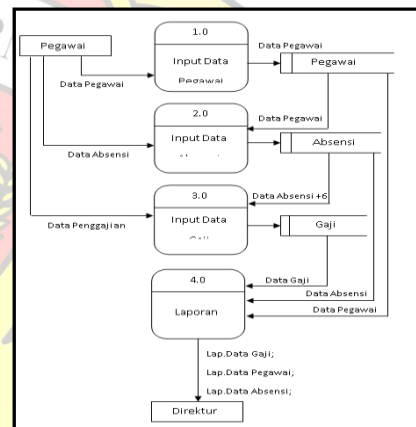 Pegawai
1.0
Input Data
Pegawai
Data Pegawai
Pegawai
Data Pegawai
2.0
Input Data
Data Pegawai
Absensi
Data Absensi
3.0
Input Data
Data Absensi +6
Gaji
Data Penggajian
4.0
Laporan
Data Gaji
Data Absensi
Data Pegawai
Lap.Data Gaji;
Lap.Data Pegawai;
Lap.Data Absensi;
Direktur